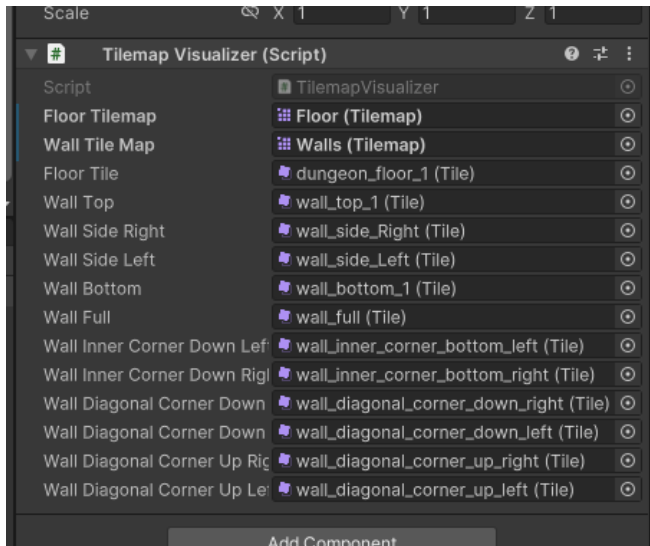 Scale X 1 Y 1 Z 1
# Tilemap Visualizer (Script)
Script # TilemapVisualizer
Floor Tilemap Floor (Tilemap)
Wall Tile Map Walls (Tilemap)
Floor Tile dungeon_floor_1 (Tile)
Wall Top wall_top_1 (Tile)
Wall Side Right wall_side_Right (Tile)
Wall Side Left wall_side_Left (Tile)
Wall Bottom wall_bottom_1 (Tile)
Wall Full wall_full (Tile)
Wall Inner Corner Down Lef wall_inner_corner_bottom_left (Tile)
Wall Inner Corner Down Rigl wall_inner_corner_bottom_right (Tile)
Wall Diagonal Corner Down wall_diagonal_corner_down_right (Tile)
Wall Diagonal Corner Down wall_diagonal_corner_down_left (Tile)
Wall Diagonal Corner Up Rig wall_diagonal_corner_up_right (Tile)
Wall Diagonal Corner Up Le wall_diagonal_corner_up_left (Tile)
Add Component